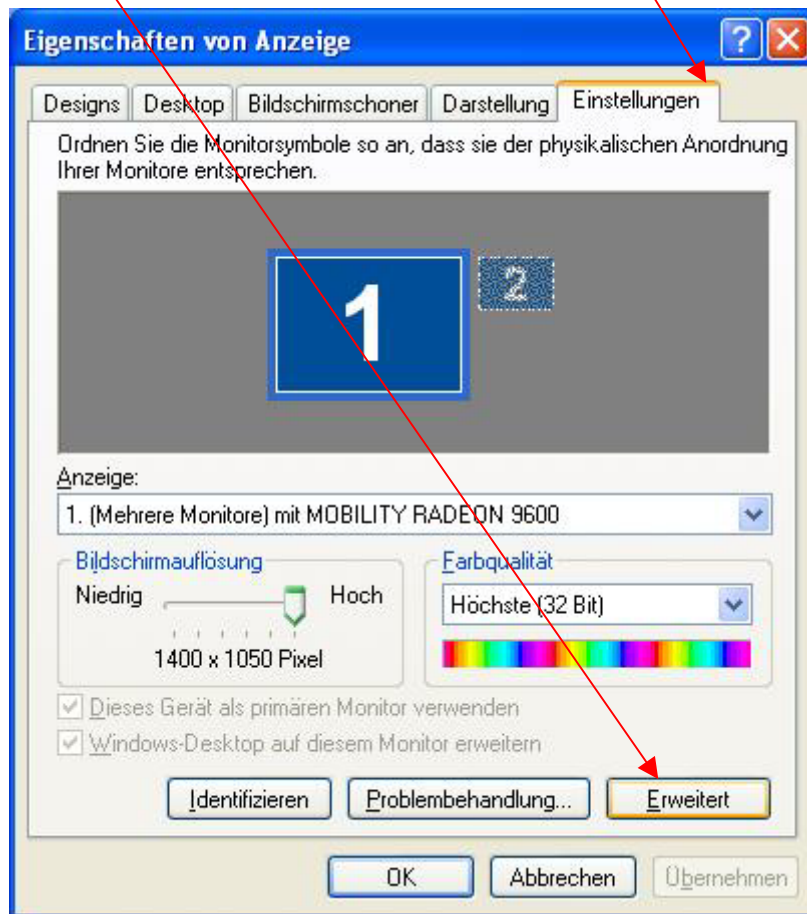 Eigenschaften von Anzeige
Designs Desktop Bildschirmschoner Darstellung Einstellungen
Ordnen Sie die Monitorsymbole so an, dass sie der physikalischen Anordnung
Ihrer Monitore entsprechen.
1 2
Anzeige:
1. (Mehrere Monitore) mit MOBILITY RADEON 9600
Bildschirmauflösung Farbqualität
Niedrig Hoch Höchste (32 Bit)
1400 x 1050 Pixel
Dieses Gerät als primären Monitor verwenden
Windows-Desktop auf diesem Monitor erweitern
Identifizieren Problembehandlung... Erweitert
OK Abbrechen Übernehmen